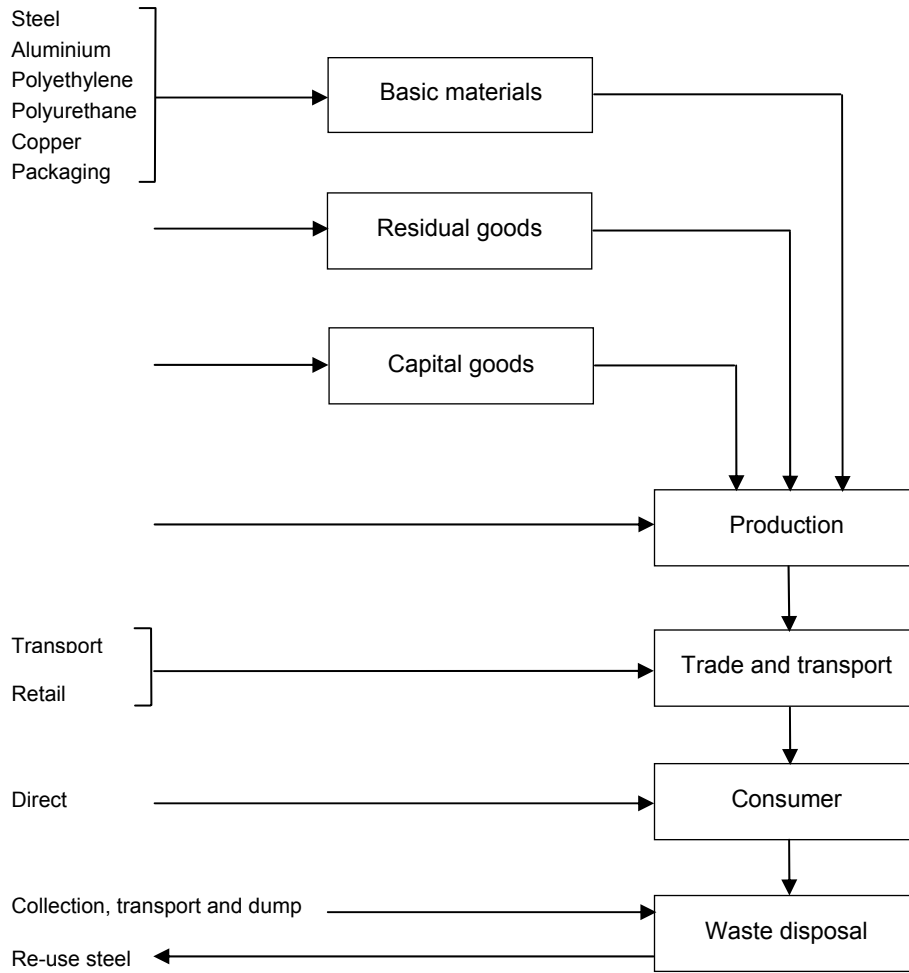 Steel
Aluminium
Polyethylene
Polyurethane
Copper
Packaging
Basic materials
Residual goods
Capital goods
Production
Transport
Retail
Trade and transport
Direct
Consumer
Collection, transport and dump
Re-use steel
Waste disposal